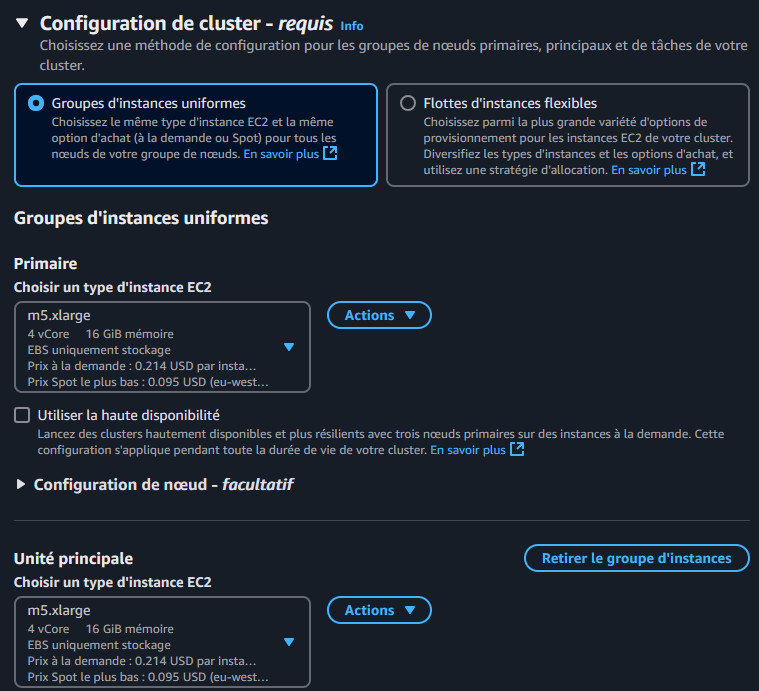 Configuration de cluster - requis Info
Choisissez une méthode de configuration pour les groupes de nœuds primaires, principaux et de tâches de votre
cluster.
Groupes d'instances uniformes
Choisissez le même type d'instance EC2 et la même
option d'achat (à la demande ou Spot) pour tous les
nœuds de votre groupe de nœuds. En savoir plus
Flottes d'instances flexibles
Choisissez parmi la plus grande variété d'options de
provisionnement pour les instances EC2 de votre cluster.
Diversifiez les types d'instances et les options d'achat, et
utilisez une stratégie d'allocation. En savoir plus
Groupes d'instances uniformes
Primaire
Choisir un type d'instance EC2
m5.xlarge
4 vCore 16 GiB mémoire
EBS uniquement stockage
Prix à la demande : 0.214 USD par insta...
Prix Spot le plus bas : 0.095 USD (eu-west...
Actions
Utiliser la haute disponibilité
Lancez des clusters hautement disponibles et plus résilients avec trois nœuds primaires sur des instances à la demande. Cette
configuration s'applique pendant toute la durée de vie de votre cluster. En savoir plus
Configuration de nœud - facultatif
Unité principale
Retirer le groupe d'instances
Choisir un type d'instance EC2
m5.xlarge
4 vCore 16 GiB mémoire
EBS uniquement stockage
Prix à la demande : 0.214 USD par insta...
Prix Spot le plus bas : 0.095 USD (eu-west...
Actions